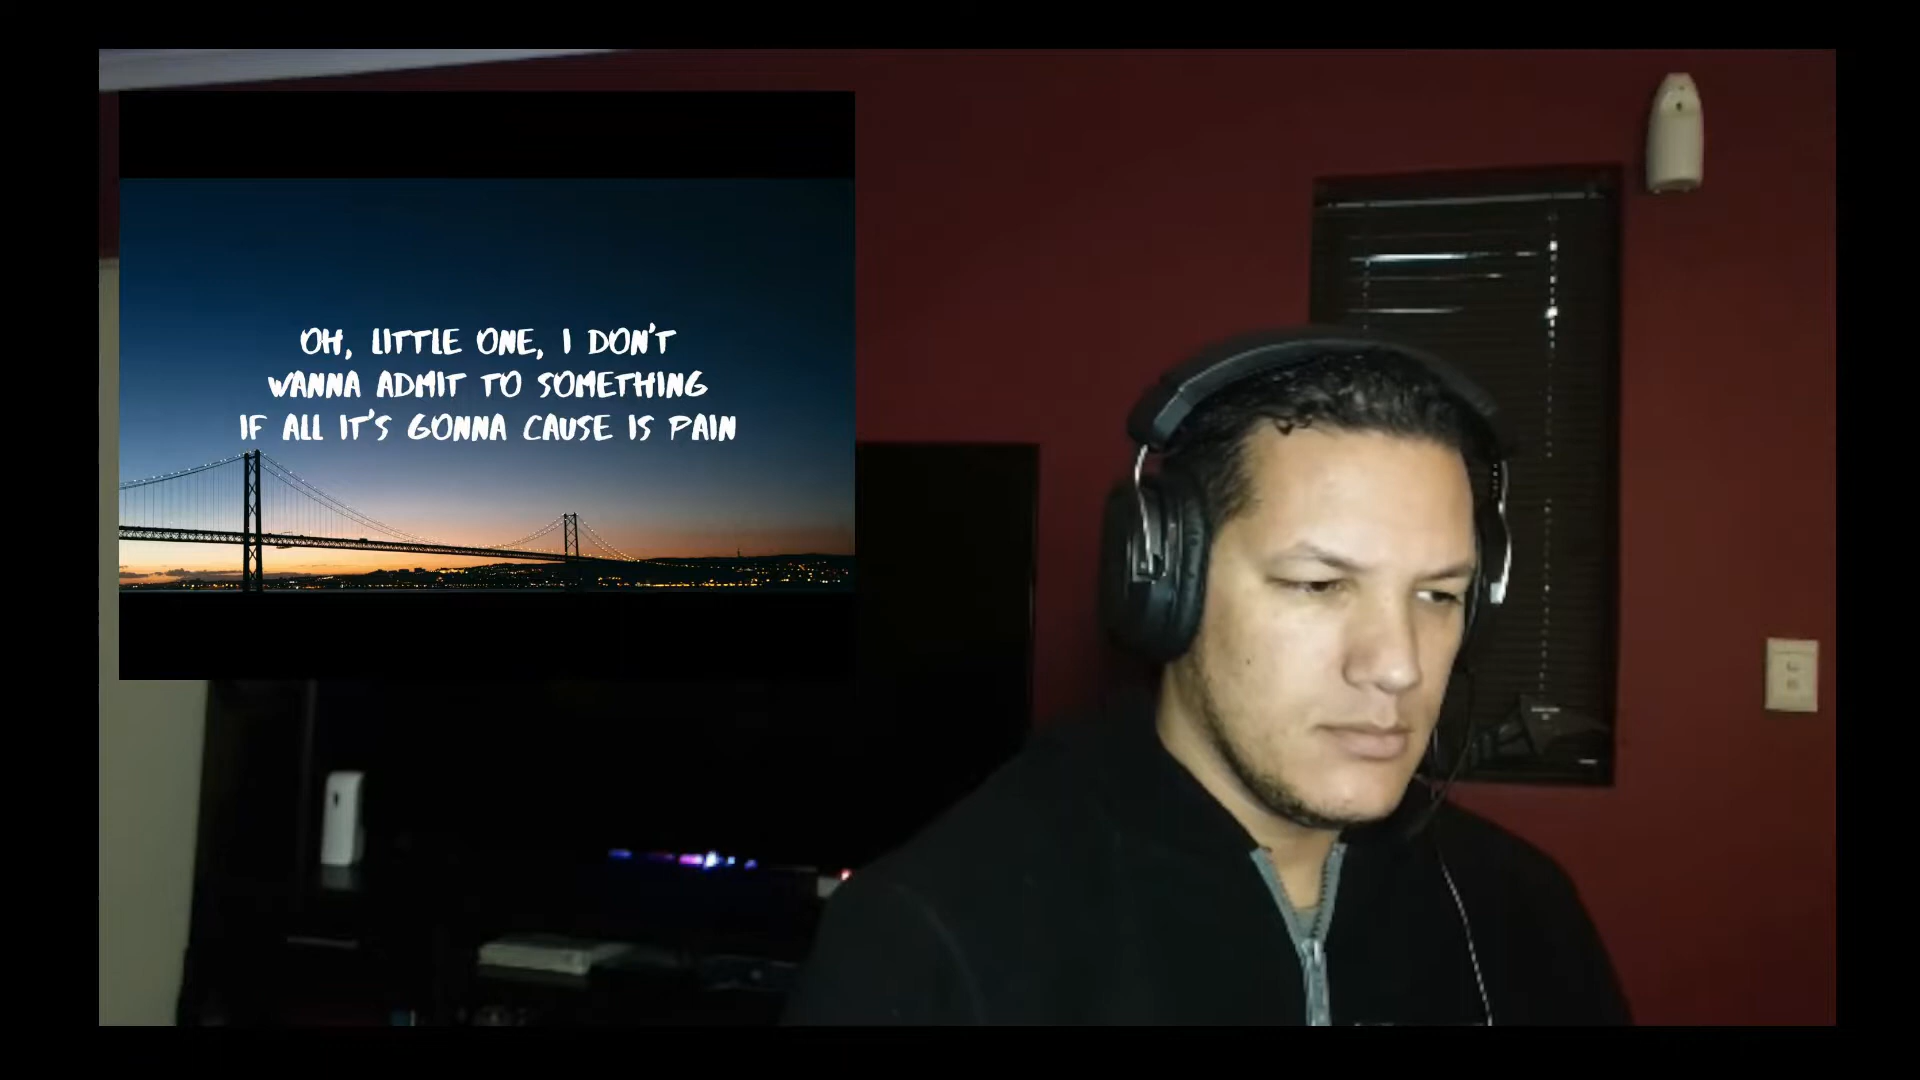 OH, LITTLE ONE, I DON'T
WANNA ADMIT TO SOMETHING
IF ALL IT'S GONNA CAUSE IS PAIN